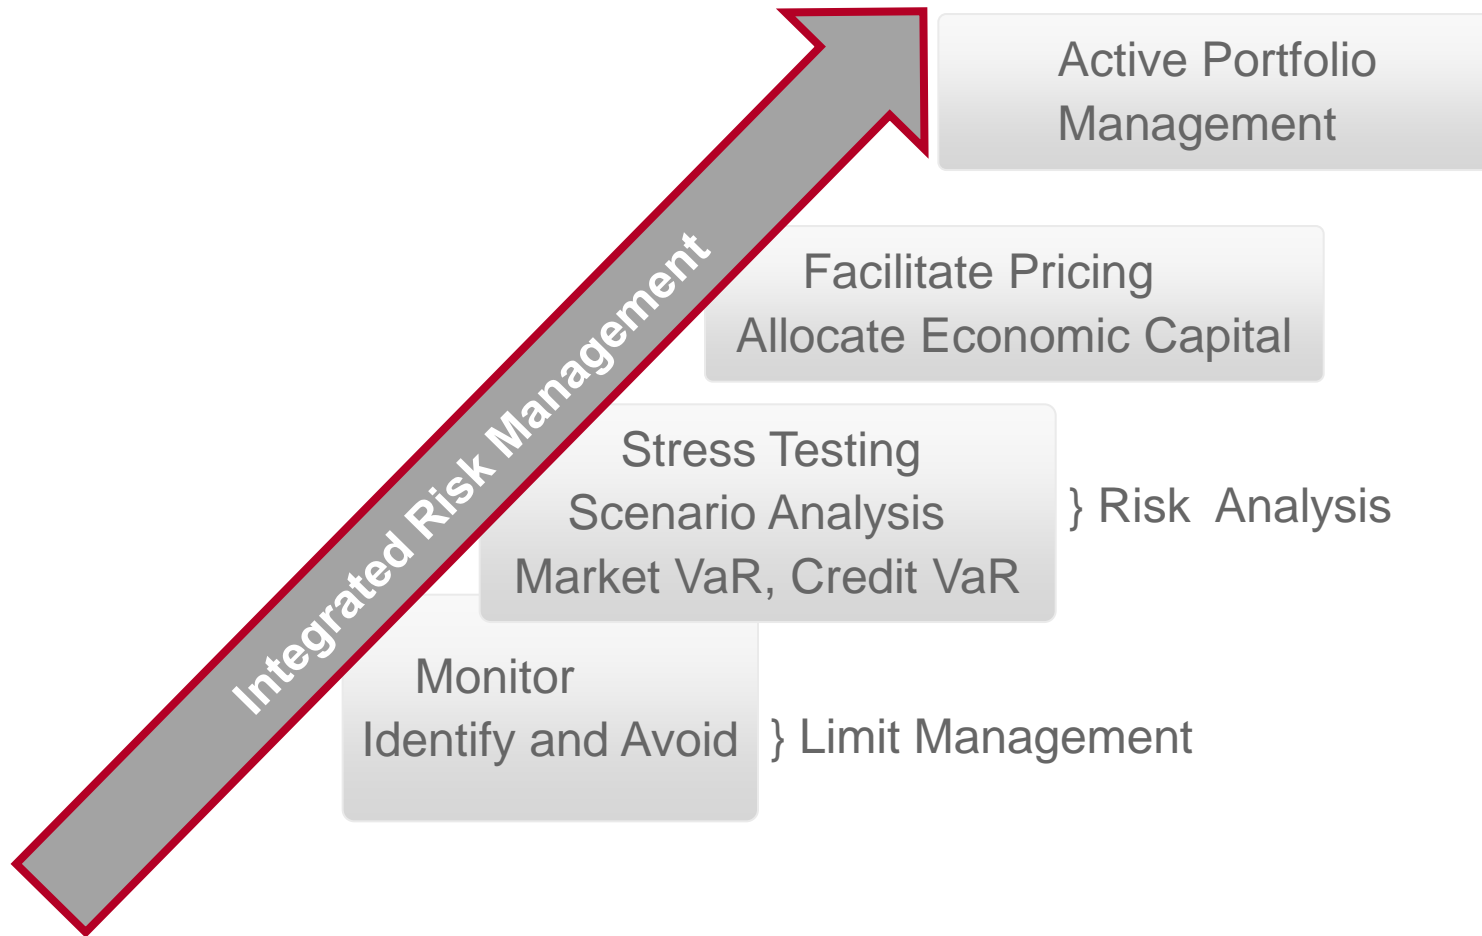 Active Portfolio
Management
Facilitate Pricing
Allocate Economic Capital
Integrated Risk Management
Stress Testing
Scenario Analysis
Market VaR, Credit VaR
} Risk Analysis
Monitor
Identify and Avoid
} Limit Management